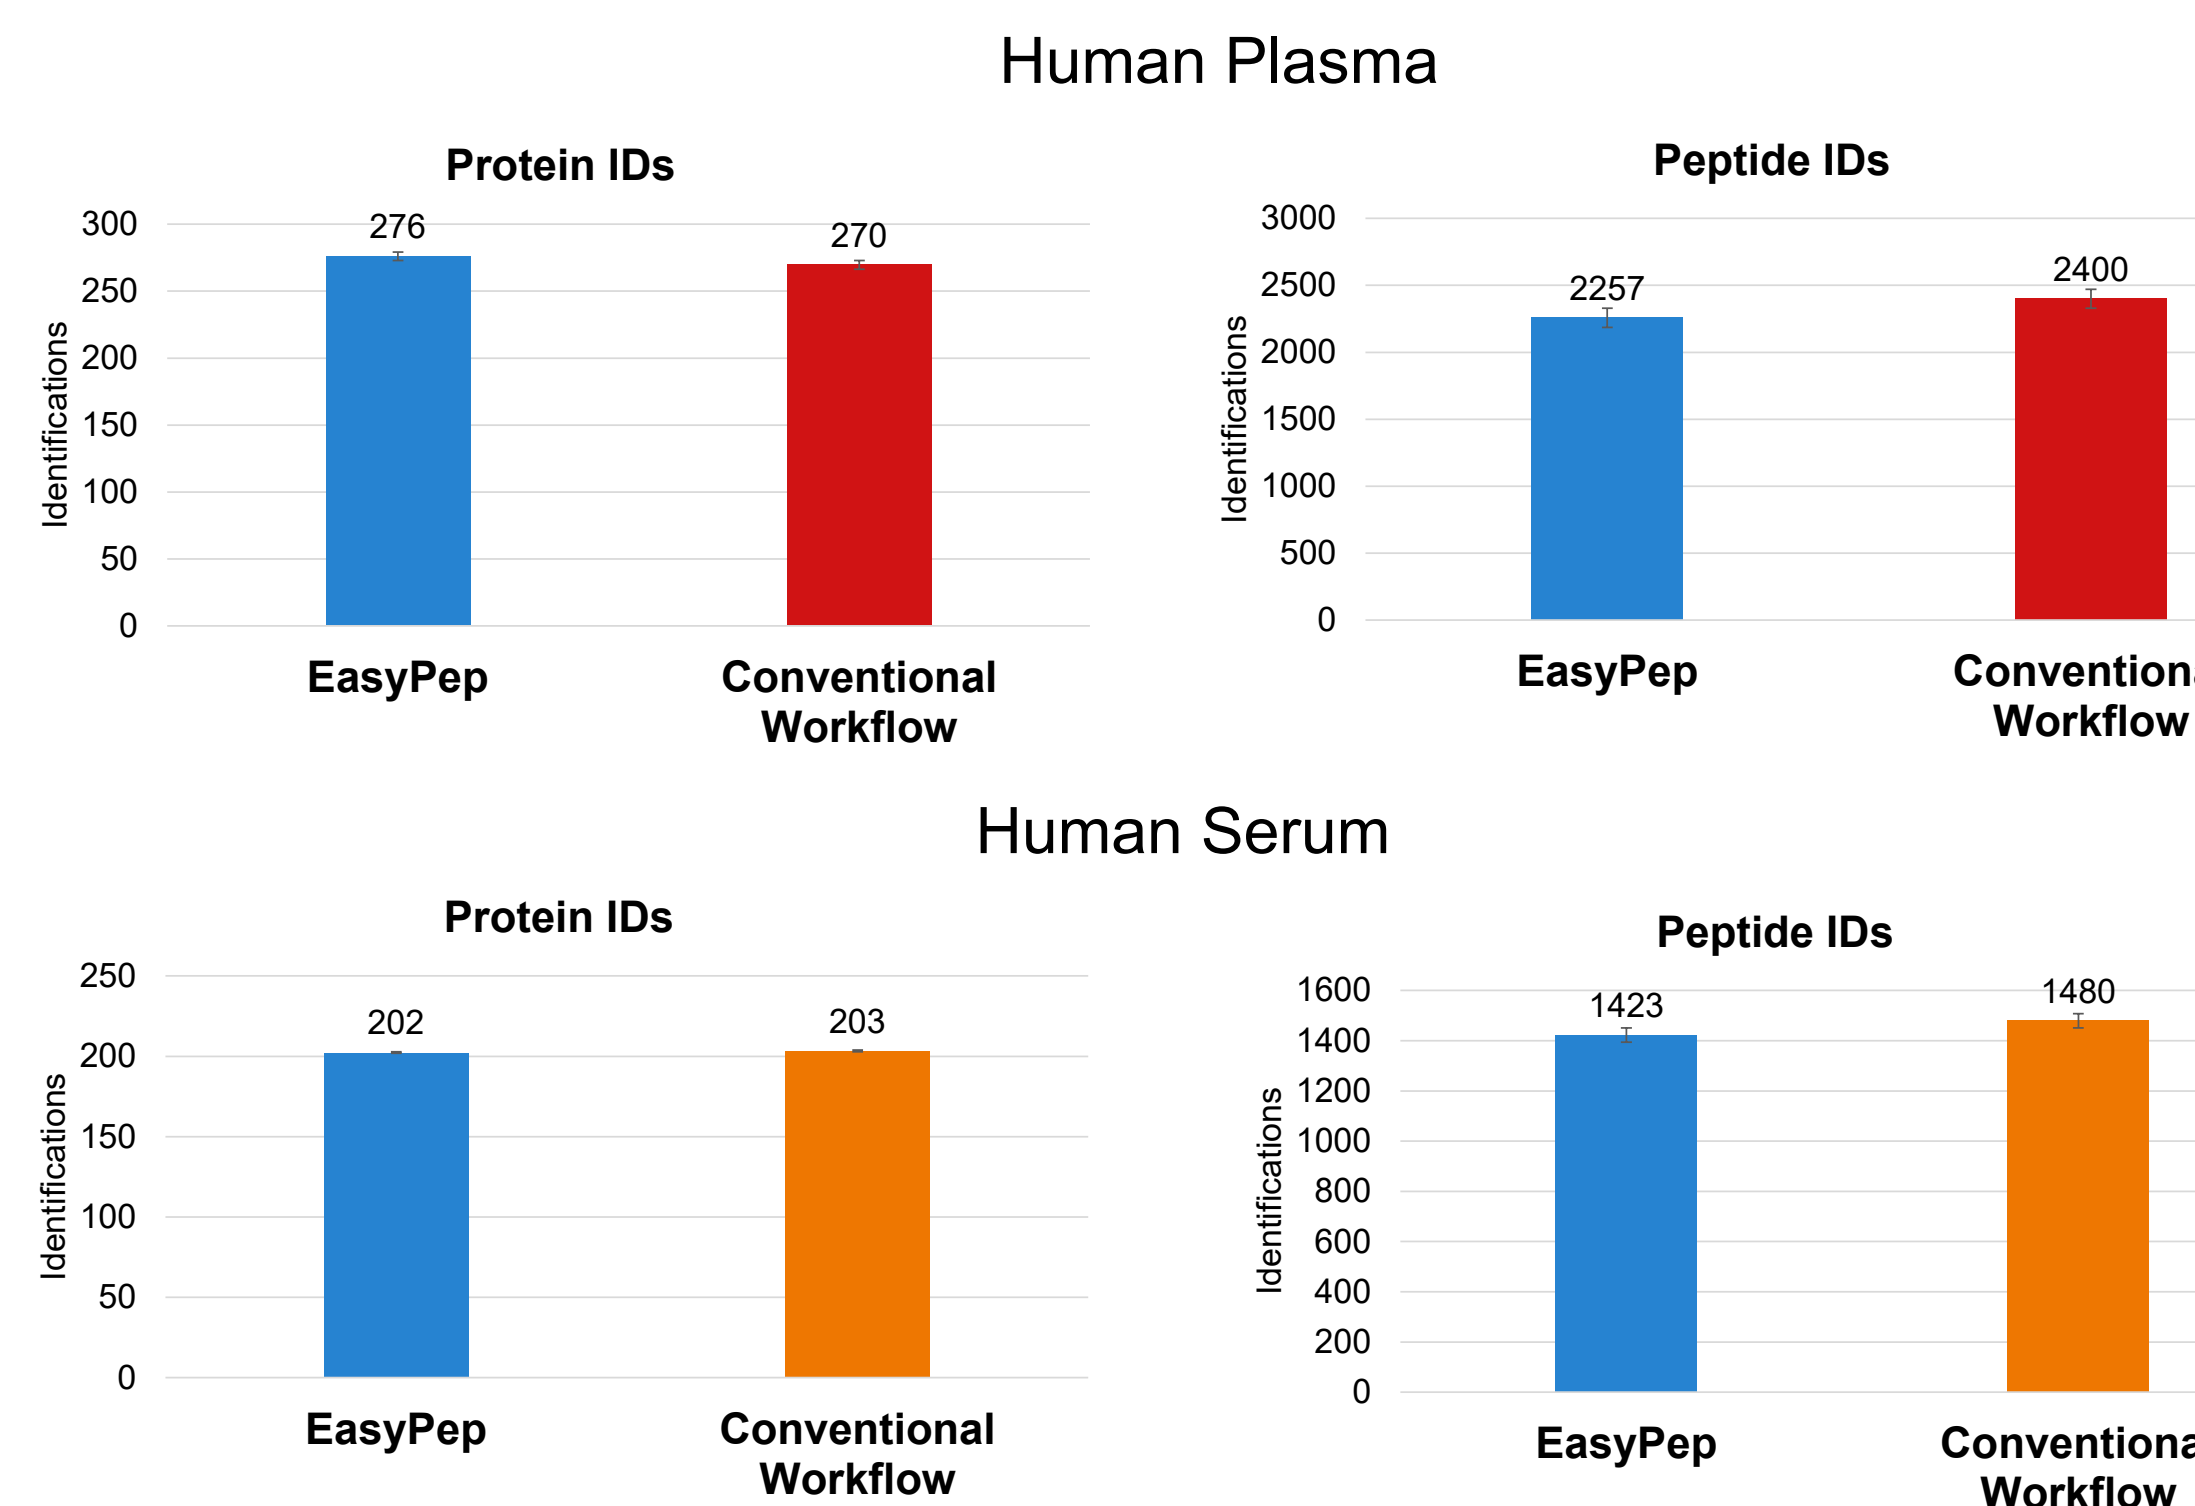 Human Plasma
Protein IDs
300
250
200
150
100
50
0
Identifications
276
270
EasyPep
Conventional
Workflow
Peptide IDs
3000
2500
2000
1500
1000
500
0
Identifications
2257
2400
EasyPep
Conventiona
Workflow
Human Serum
Protein IDs
250
200
150
100
50
0
Identifications
202
203
EasyPep
Conventional
Workflow
Peptide IDs
1600
1400
1200
1000
800
600
400
200
0
Identifications
1423
1480
EasyPep
Conventiona
Workflow